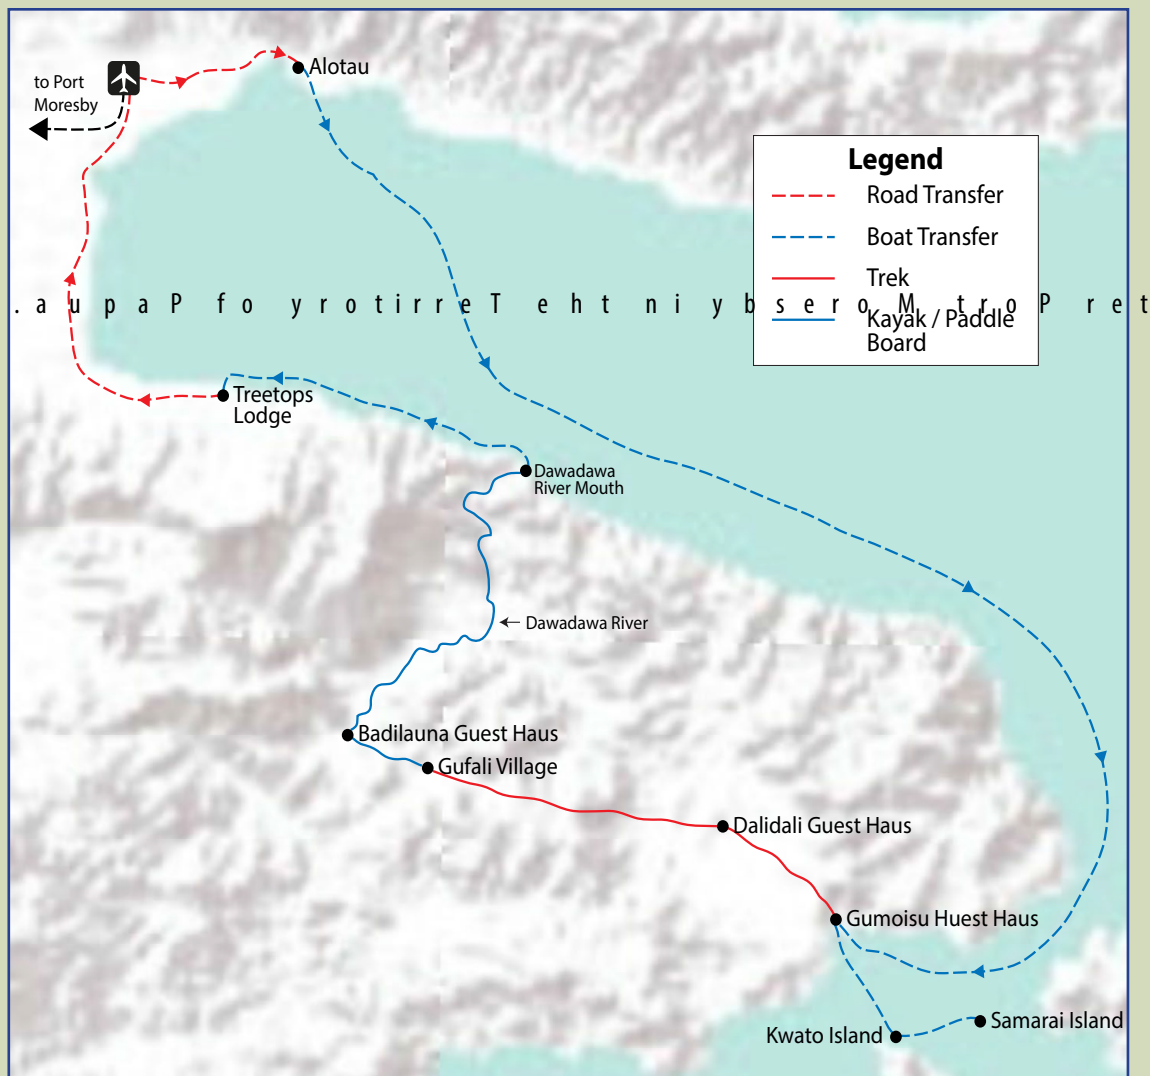 to Port
Moresby
Alotau
Legend
Road Transfer
Boat Transfer
Trek
Kayak / Paddle
Board
. a u p a P f o y r o t i r r e T e h t n i y b s e r o M t r o P r e t
Treetops
Lodge
Dawadawa
River Mouth
Dawadawa River
Badilauna Guest Haus
Gufali Village
Dalidali Guest Haus
Gumoisu Huest Haus
Kwato Island
Samarai Island